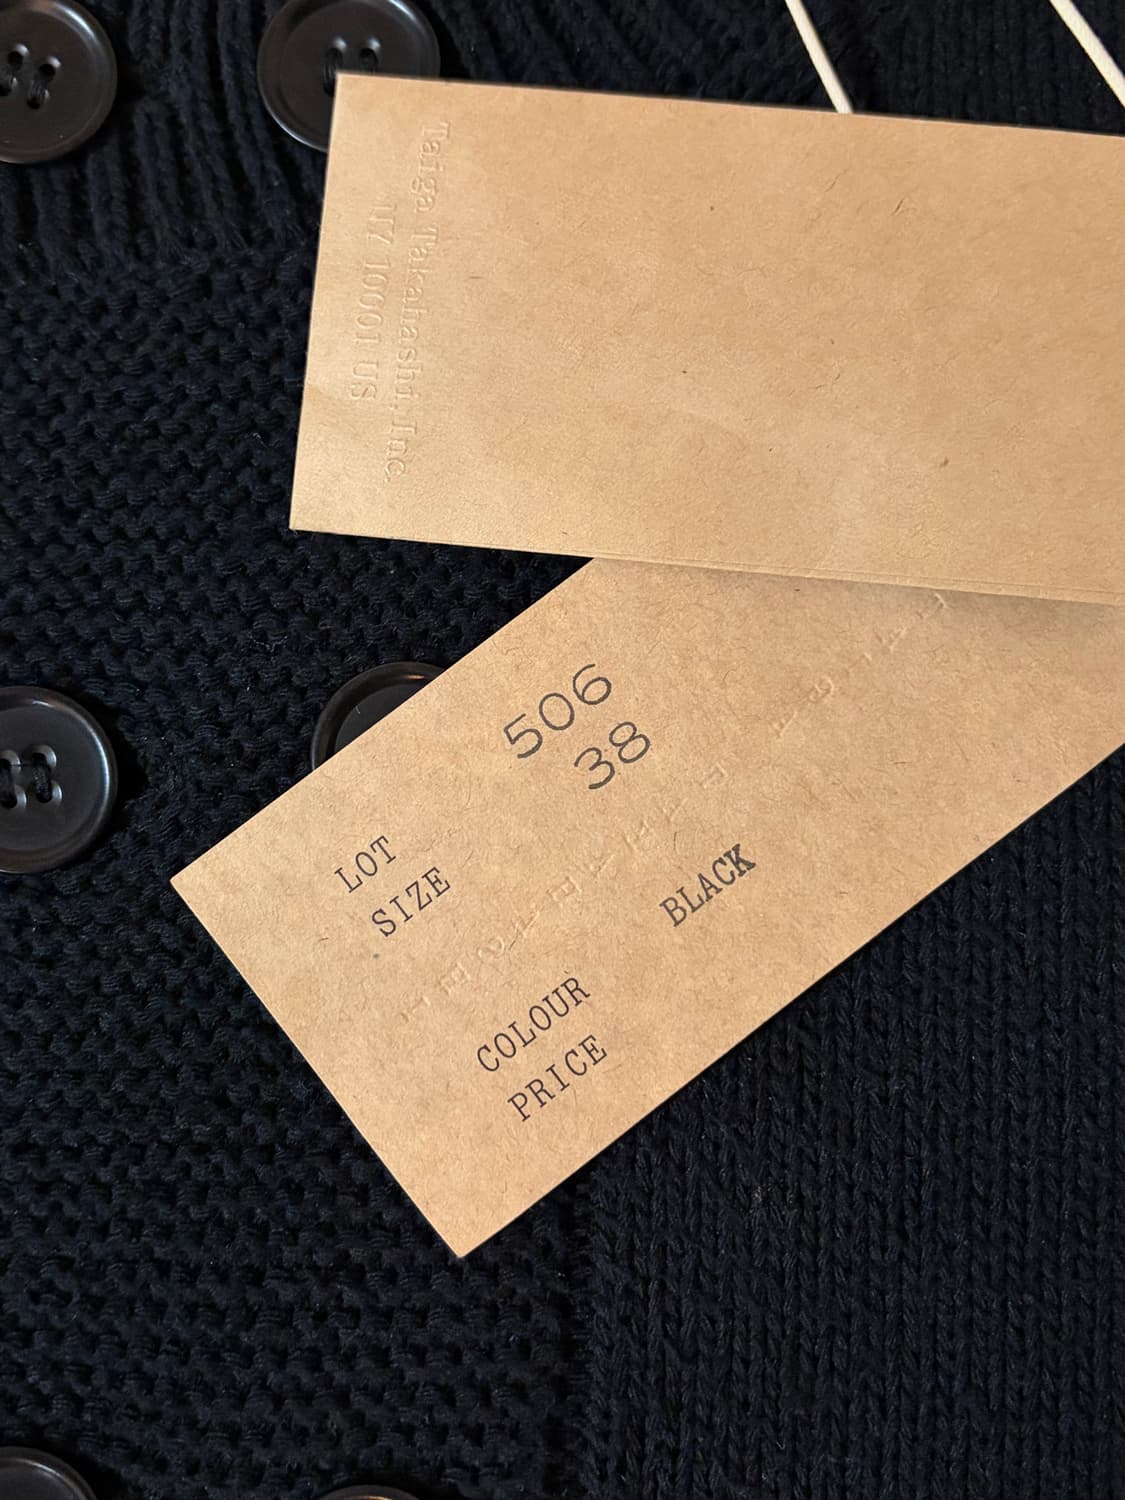 Taiga Takahashi, Inc.
NY 10001 US
LOT 506
SIZE 38
COLOUR BLACK
PRICE